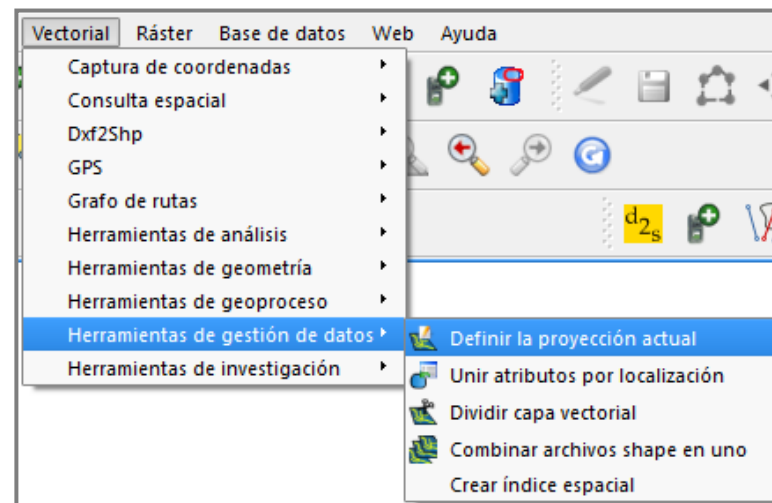 Vectorial Ráster Base de datos Web Ayuda
Captura de coordenadas
Consulta espacial
Dxf2Shp
GPS
Grafo de rutas
Herramientas de análisis
Herramientas de geometría
Herramientas de geoproceso
Herramientas de gestión de datos
Herramientas de investigación
d2s
Definir la proyección actual
Unir atributos por localización
Dividir capa vectorial
Combinar archivos shape en uno
Crear índice espacial